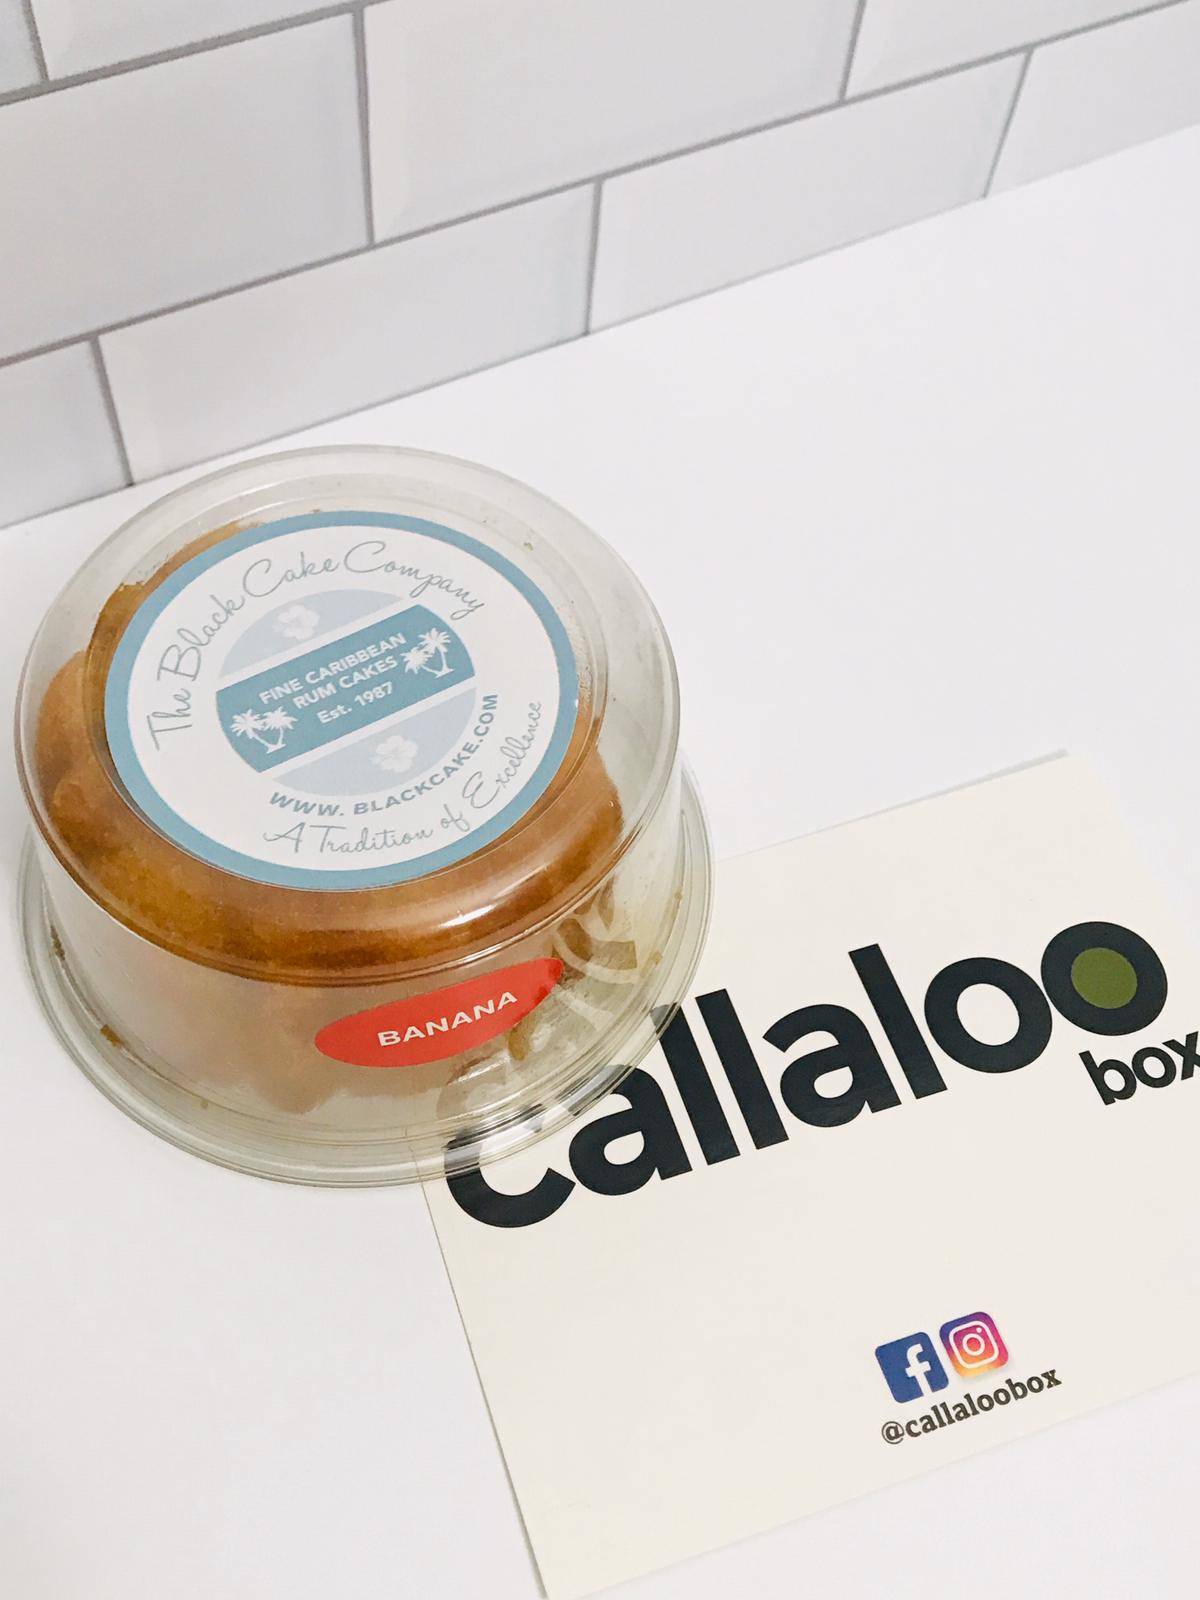 The Black Cake Company
FINE CARIBBEAN
RUM CAKES
Est. 1987
WWW. BLACKCAKE.COM
A Tradition of Excellence
BANANA
callaloo
box
@callaloobox